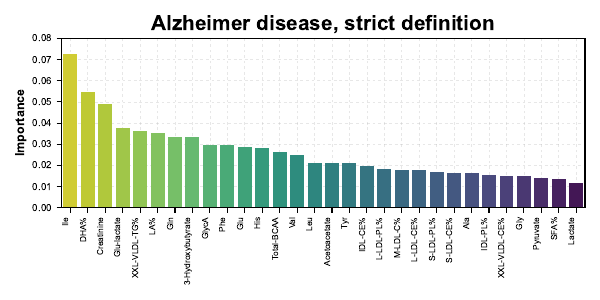 Alzheimer disease, strict definition
Importance
0.08
0.07
0.06
0.05
0.04
0.03
0.02
0.01
0.00
Ile
DHA%
Creatinine
Glu-lactate
XXL-VLDL-TG%
LA%
Gln
3-Hydroxybutyrate
GlycA
Phe
Glu
His
Total-BCAA
Val
Leu
Acetoacetate
Tyr
IDL-CE%
L-LDL-PL%
M-LDL-C%
L-LDL-CE%
S-LDL-PL%
S-LDL-CE%
Ala
IDL-PL%
XXL-VLDL-CE%
Gly
Pyruvate
SFA%
Lactate